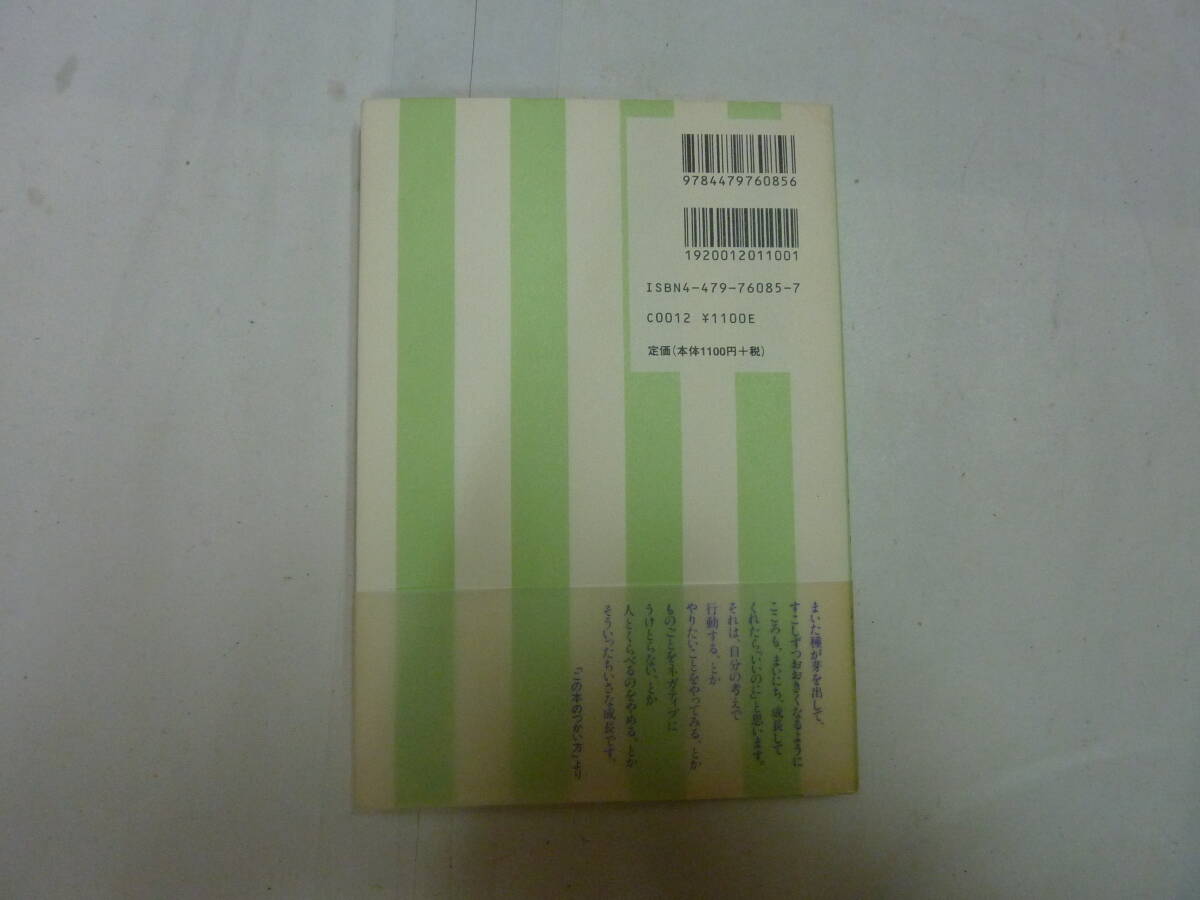 9784479760856
1920012011001
ISBN4-479-76085-7
C0012 ¥1100E
定価(本体1100円+税)
まいた種が芽を出して、
すこしずつおおきくなるように
こころも、まいにち、成長して
くれたら「いいのに」と思います。
それは、自分の考えで
行動する、とか
やりたいことをやってみる、とか
ものごとをネガティブに
うけとらない、とか
人とくらべるのをやめる、とか
そういったちいさな成長です。
「この本のつかい方」より